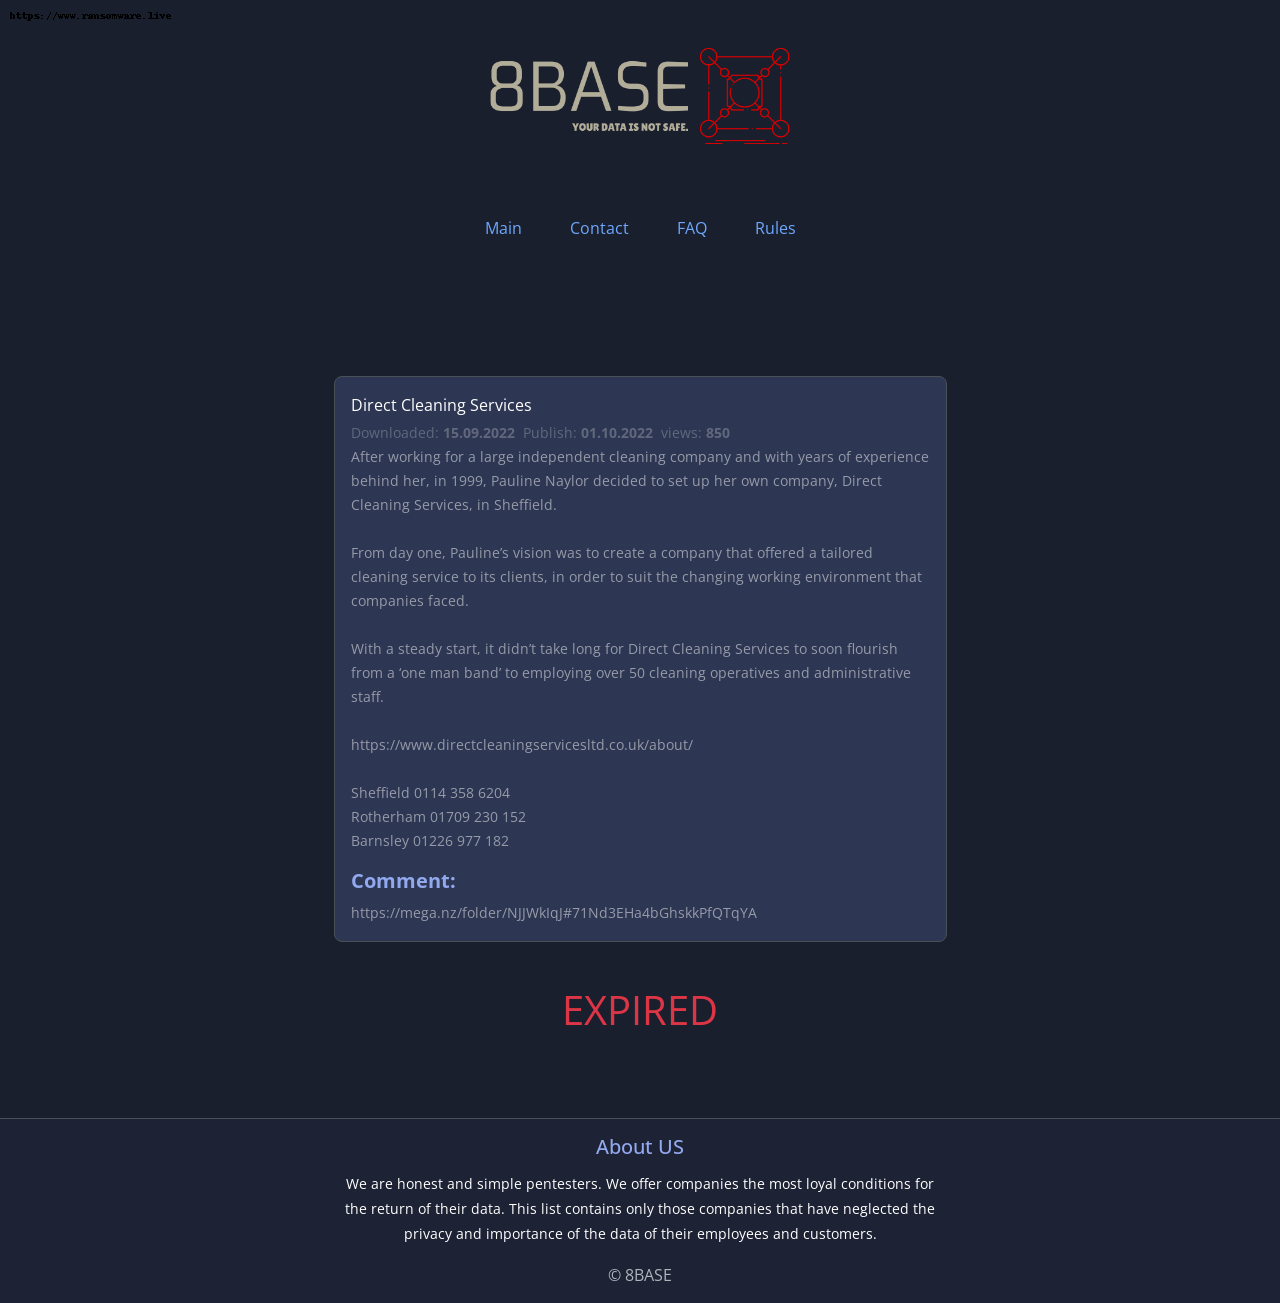 https://www.ransomware.live
8BASE
YOUR DATA IS NOT SAFE.
Main Contact FAQ Rules
Direct Cleaning Services
Downloaded: 15.09.2022 Publish: 01.10.2022 views: 850
After working for a large independent cleaning company and with years of experience
behind her, in 1999, Pauline Naylor decided to set up her own company, Direct
Cleaning Services, in Sheffield.
From day one, Pauline’s vision was to create a company that offered a tailored
cleaning service to its clients, in order to suit the changing working environment that
companies faced.
With a steady start, it didn’t take long for Direct Cleaning Services to soon flourish
from a ‘one man band’ to employing over 50 cleaning operatives and administrative
staff.
https://www.directcleaningservicesltd.co.uk/about/
Sheffield 0114 358 6204
Rotherham 01709 230 152
Barnsley 01226 977 182
Comment:
https://mega.nz/folder/NJJWkIqJ#71Nd3EHa4bGhskkPfQTqYA
EXPIRED
About US
We are honest and simple pentesters. We offer companies the most loyal conditions for
the return of their data. This list contains only those companies that have neglected the
privacy and importance of the data of their employees and customers.
© 8BASE